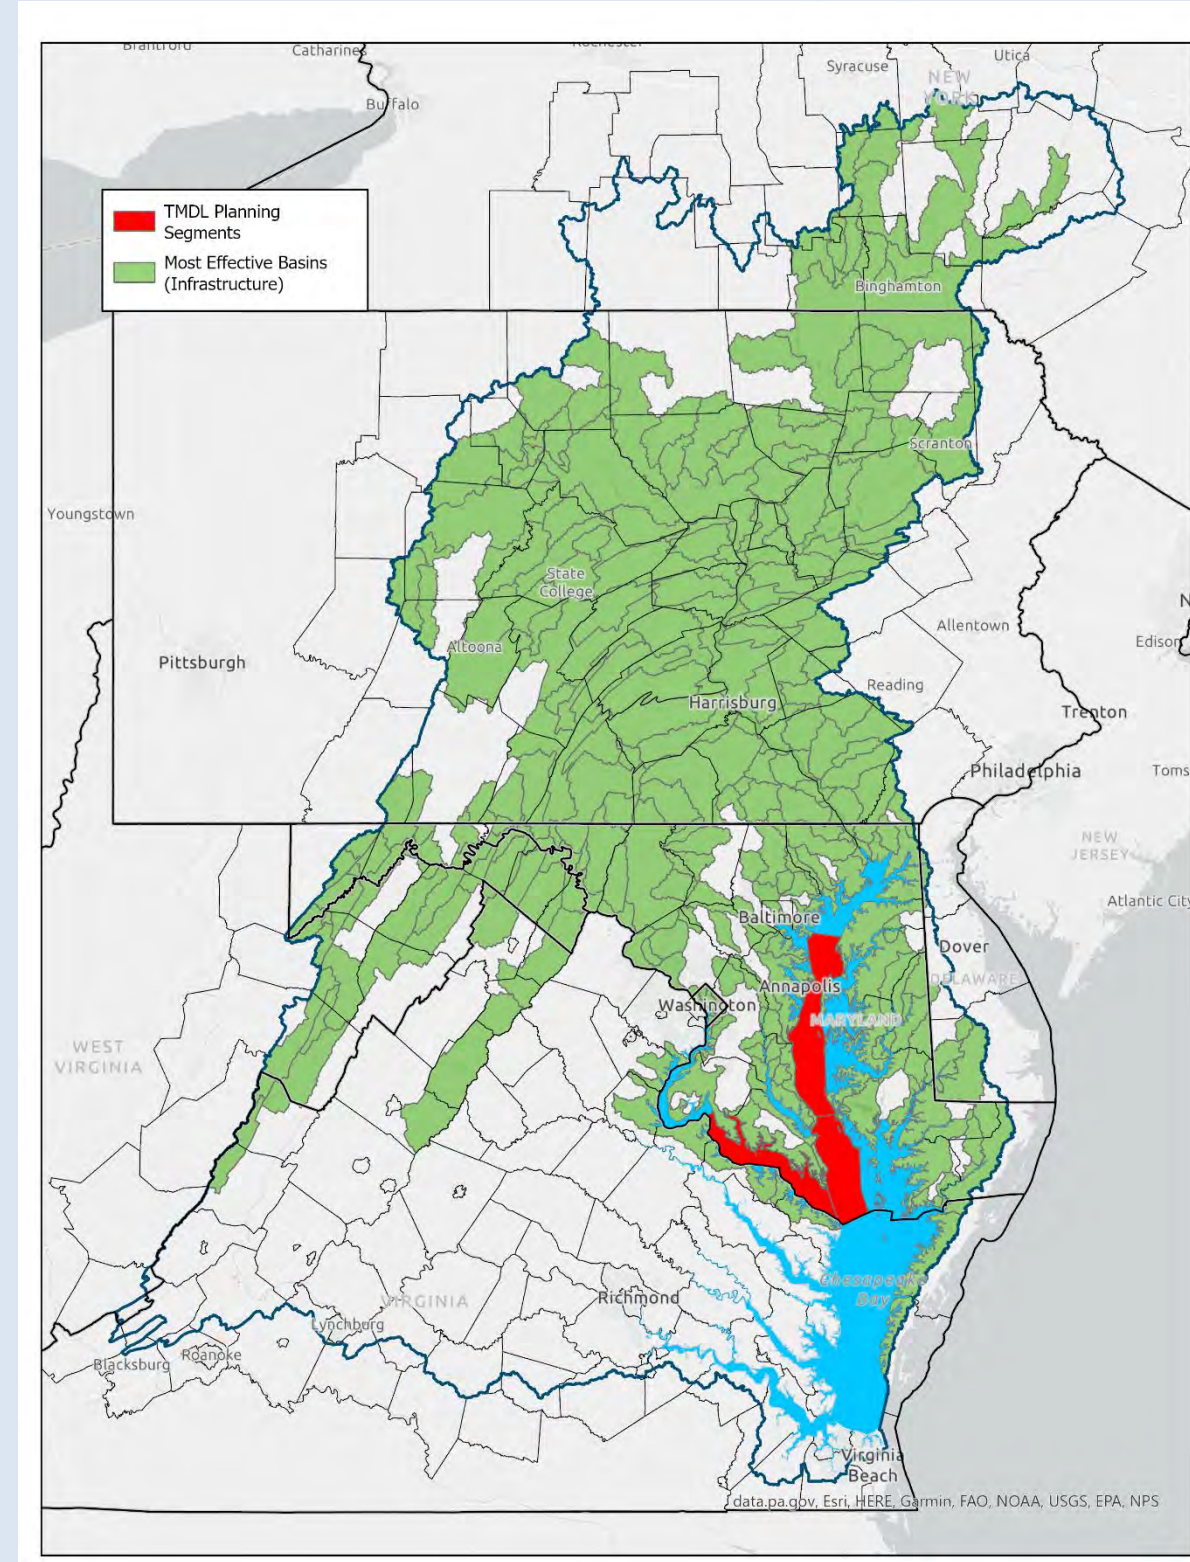 Brantford
Catharines
Rochester
Syracuse
Utica
NEW
YORK
Buffalo
TMDL Planning
Segments
Most Effective Basins
(Infrastructure)
Binghamton
Scranton
Youngstown
State
College
Allentown
Edison
Altoona
Pittsburgh
Reading
Harrisburg
Trenton
Philadelphia
Toms
NEW
JERSEY
Atlantic City
Baltimore
Dover
DELAWARE
Annapolis
Washington
MARYLAND
WEST
VIRGINIA
Chesapeake
Bay
Richmond
VIRGINIA
Lynchburg
Roanoke
Blacksburg
Virginia
Beach
data.pa.gov, Esri, HERE, Garmin, FAO, NOAA, USGS, EPA, NPS